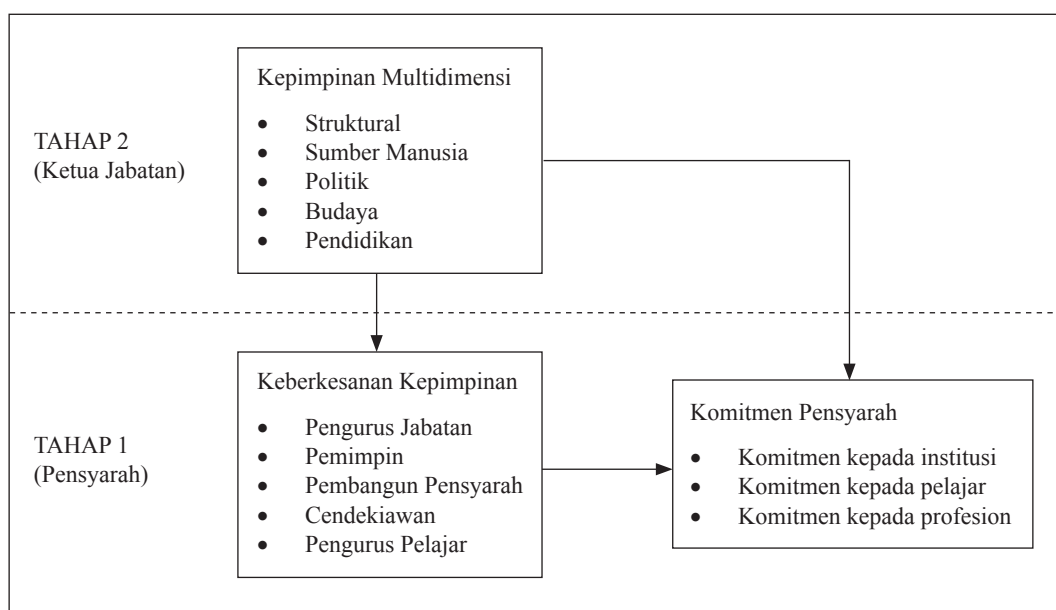 TAHAP 2
(Ketua Jabatan)
Kepimpinan Multidimensi
• Struktural
• Sumber Manusia
• Politik
• Budaya
• Pendidikan
TAHAP 1
(Pensyarah)
Keberkesanan Kepimpinan
• Pengurus Jabatan
• Pemimpin
• Pembangun Pensyarah
• Cendekiawan
• Pengurus Pelajar
Komitmen Pensyarah
• Komitmen kepada institusi
• Komitmen kepada pelajar
• Komitmen kepada profesion